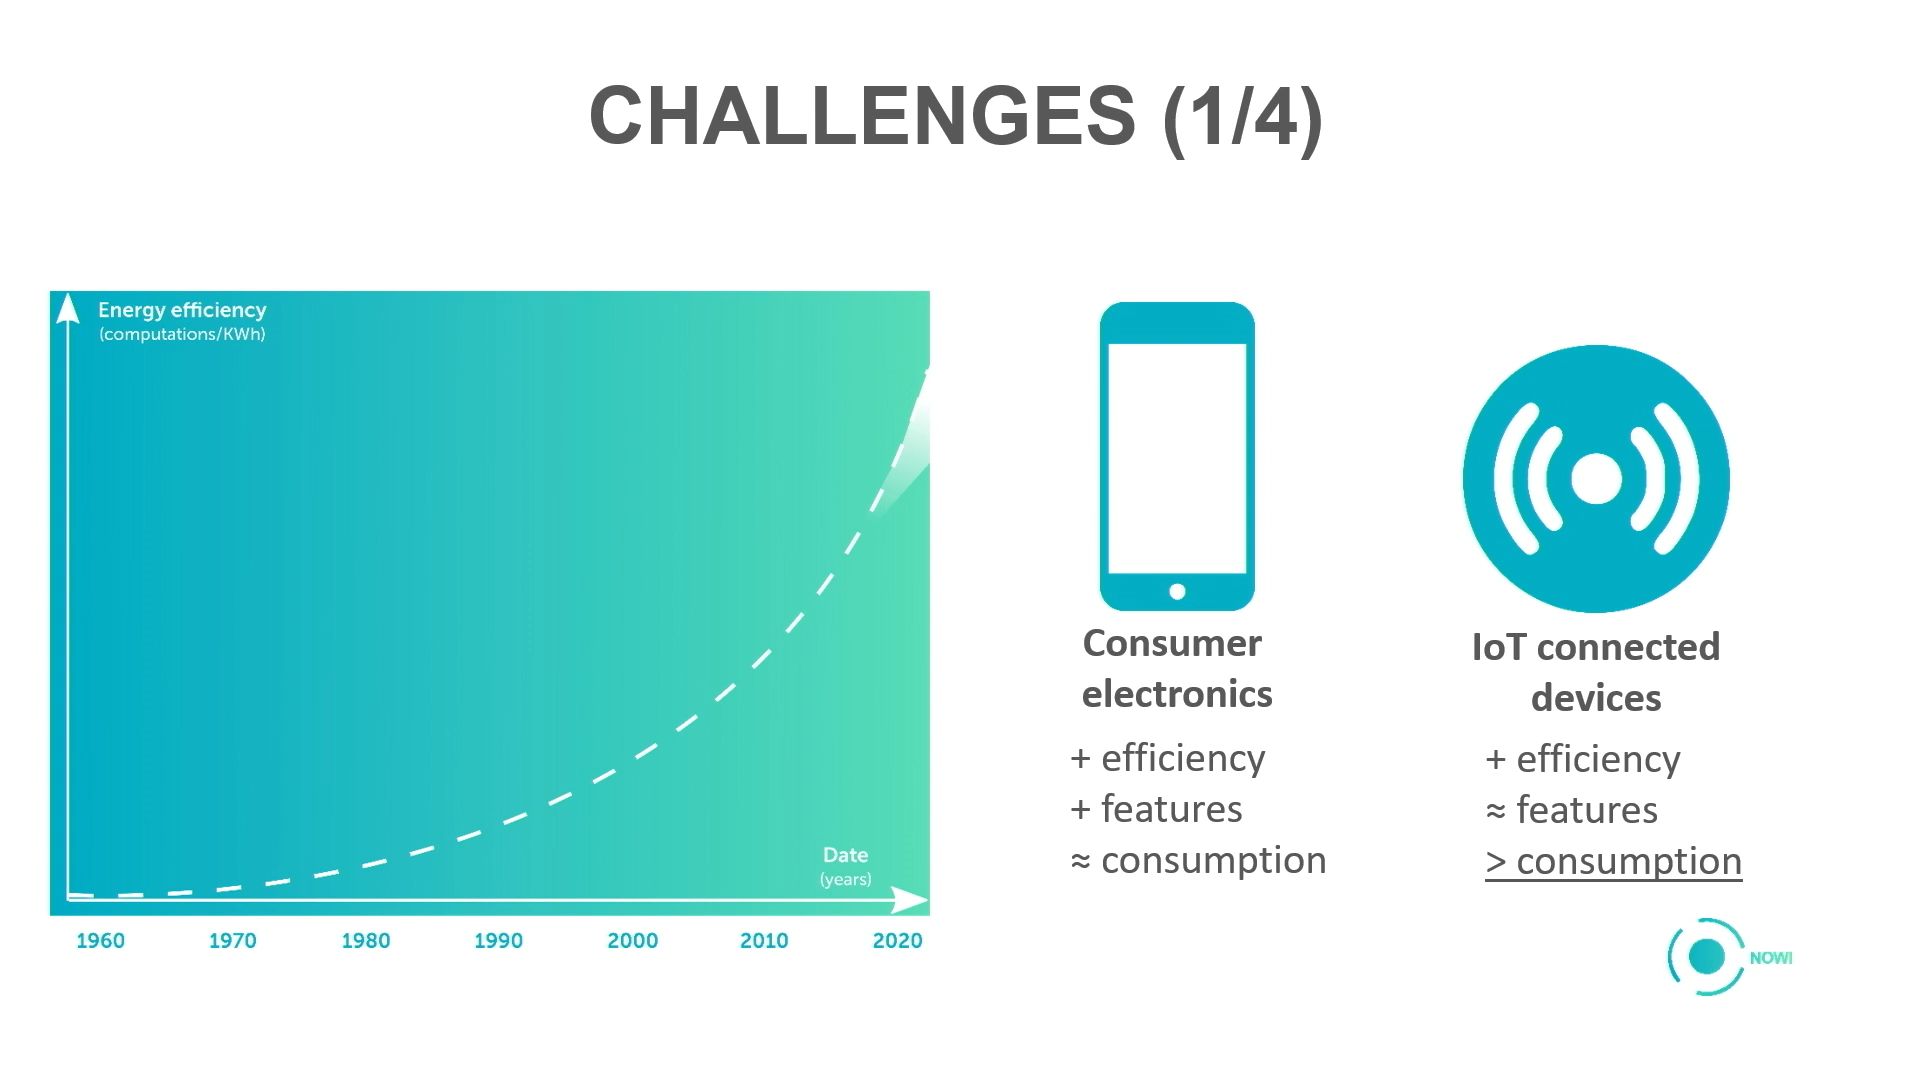 CHALLENGES (1/4)
Energy efficiency
(computations/KWh)
Date
(years)
1960 1970 1980 1990 2000 2010 2020
Consumer
electronics
+ efficiency
+ features
≈ consumption
IoT connected
devices
+ efficiency
≈ features
> consumption
NOWI